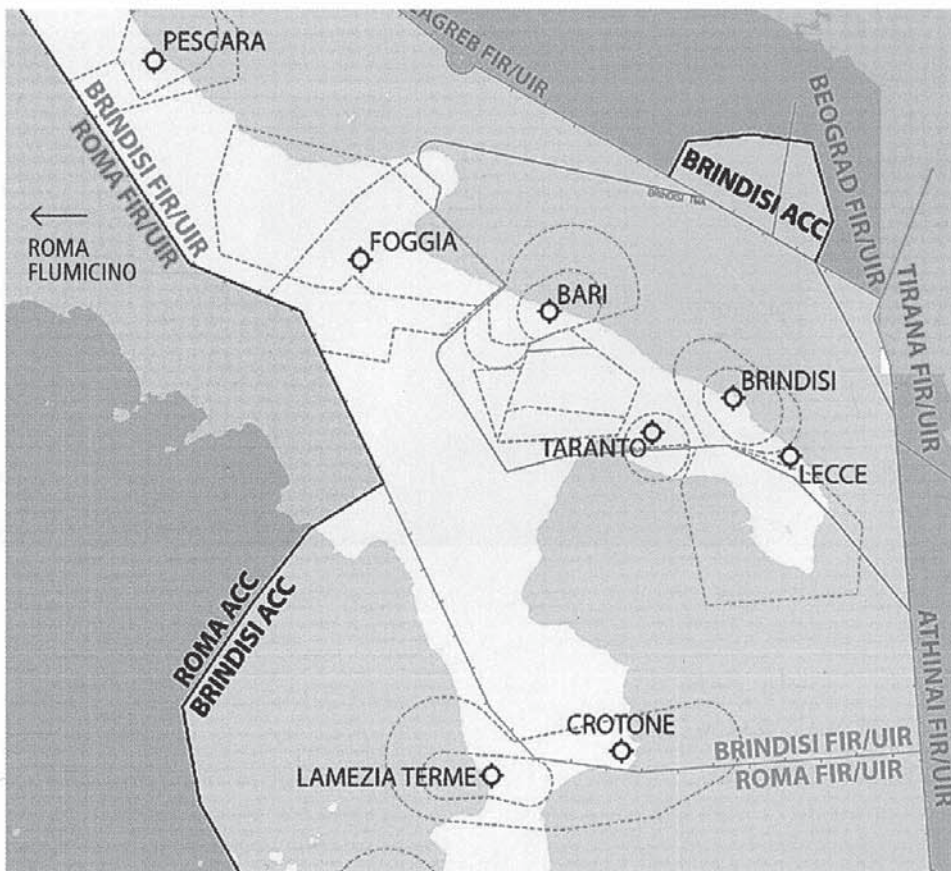 PESCARA
ZAGREB FIR/UIR
BRINDISI FIR/UIR
ROMA FIR/UIR
BEOGRAD FIR/UIR
BRINDISI ACC
BRINDISI TMA
ROMA
FLUMICINO
FOGGIA
BARI
TIRANA FIR/UIR
BRINDISI
TARANTO
LECCE
ROMA ACC
BRINDISI ACC
ATHINAI FIR/UIR
CROTONE
BRINDISI FIR/UIR
LAMEZIA TERME
ROMA FIR/UIR